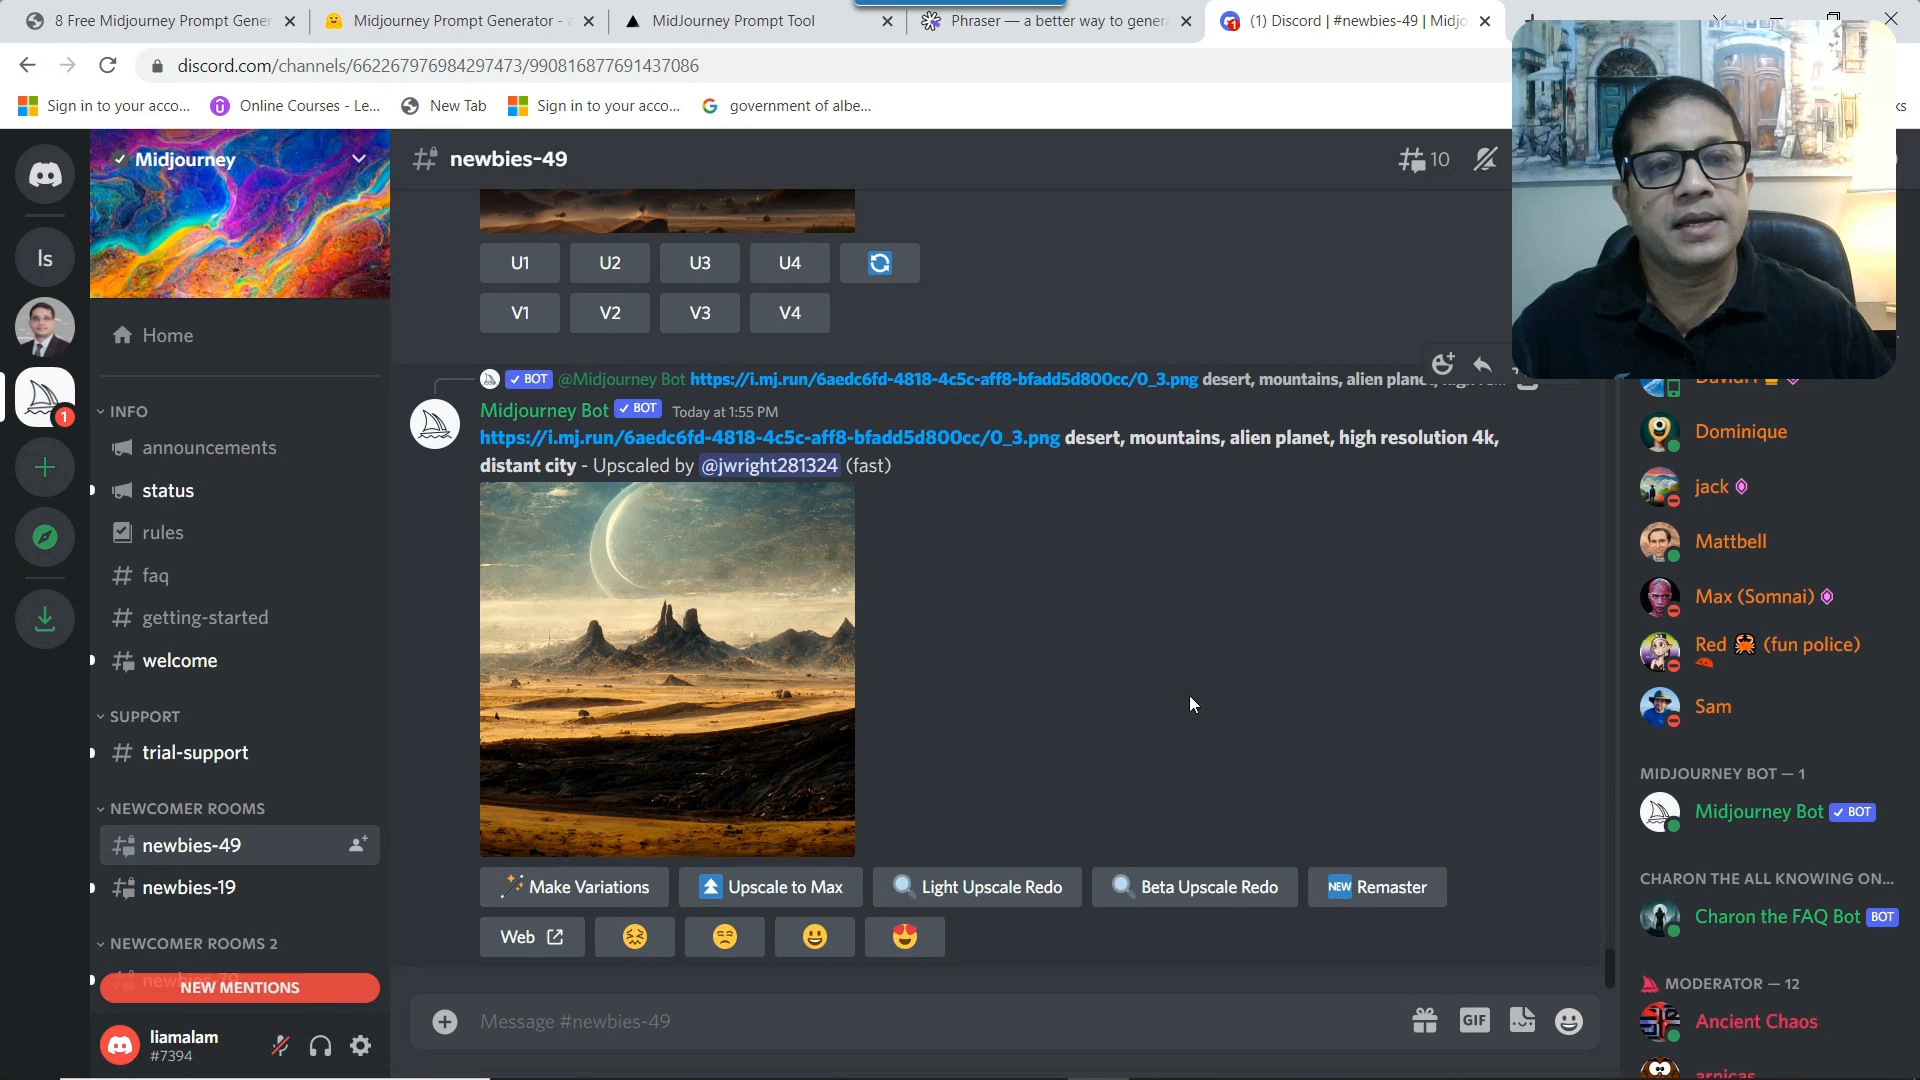 8 Free Midjourney Prompt Gener
Midjourney Prompt Generator - a
MidJourney Prompt Tool
Phraser — a better way to genera
(1) Discord | #newbies-49 | Midjo
discord.com/channels/662267976984297473/990816877691437086
Sign in to your acco...
Online Courses - Le...
New Tab
Sign in to your acco...
government of albe...
Midjourney
newbies-49
10
Home
INFO
announcements
status
rules
faq
getting-started
welcome
SUPPORT
trial-support
NEWCOMER ROOMS
newbies-49
newbies-19
NEWCOMER ROOMS 2
newbies-79
NEW MENTIONS
liamalam
#7394
Is
1
U1 U2 U3 U4
V1 V2 V3 V4
BOT @Midjourney Bot https://i.mj.run/6aedc6fd-4818-4c5c-aff8-bfadd5d800cc/0_3.png desert, mountains, alien planet, high r...
Midjourney Bot BOT Today at 1:55 PM
https://i.mj.run/6aedc6fd-4818-4c5c-aff8-bfadd5d800cc/0_3.png desert, mountains, alien planet, high resolution 4k,
distant city - Upscaled by @jwright281324 (fast)
Make Variations
Upscale to Max
Light Upscale Redo
Beta Upscale Redo
NEW Remaster
Web
Message #newbies-49
GIF
Dominique
jack
Mattbell
Max (Somnai)
Red (fun police)
Sam
MIDJOURNEY BOT — 1
Midjourney Bot BOT
CHARON THE ALL KNOWING ON...
Charon the FAQ Bot BOT
MODERATOR — 12
Ancient Chaos
arnicas